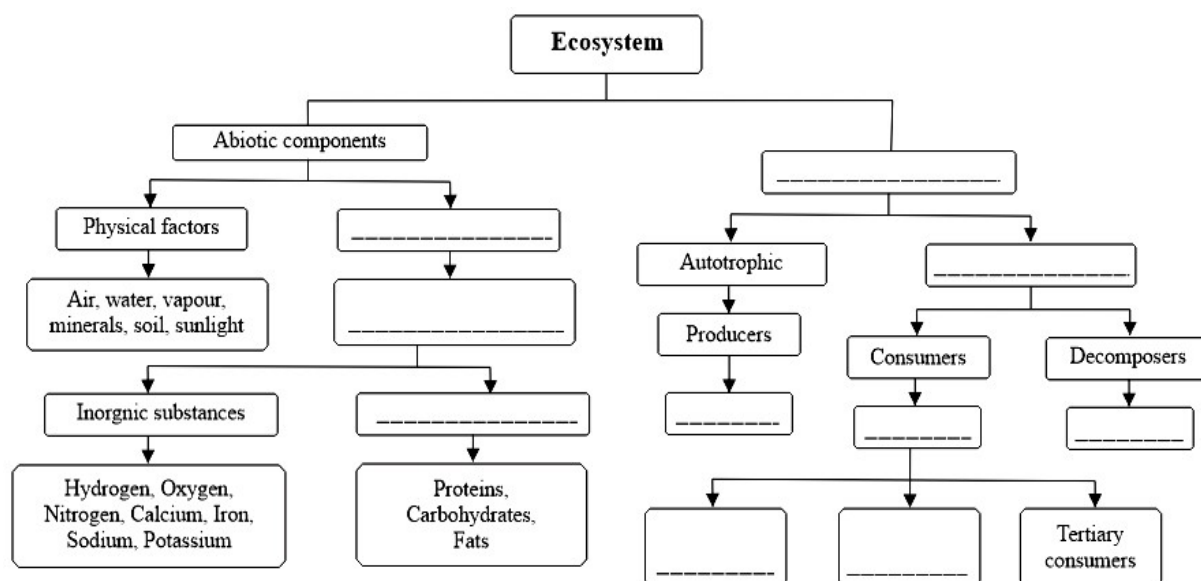 Ecosystem
Abiotic components
Physical factors
Autotrophic
Air, water, vapour,
minerals, soil, sunlight
Producers
Consumers
Decomposers
Inorgnic substances
Hydrogen, Oxygen,
Nitrogen, Calcium, Iron,
Sodium, Potassium
Proteins,
Carbohydrates,
Fats
Tertiary
consumers